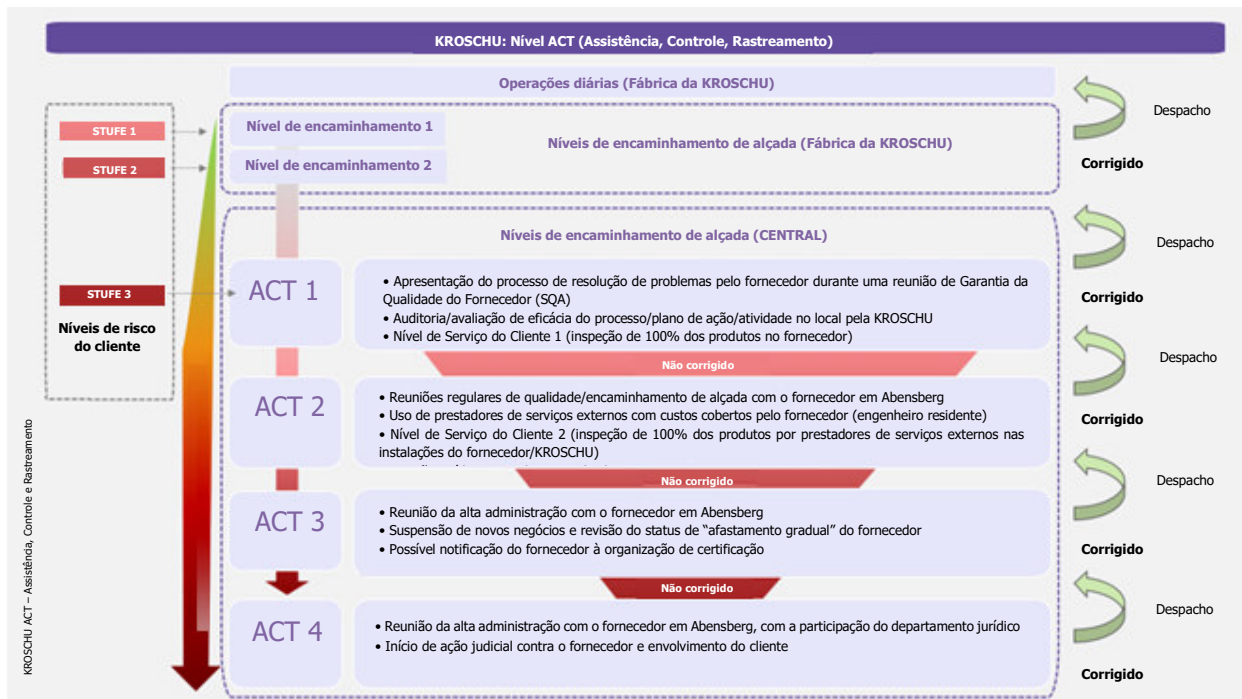 KROSCHU: Nível ACT (Assistência, Controle, Rastreamento)
Operações diárias (Fábrica da KROSCHU)
Despacho
STUFE 1
Nível de encaminhamento 1
Níveis de encaminhamento de alçada (Fábrica da KROSCHU)
STUFE 2
Nível de encaminhamento 2
Corrigido
Níveis de encaminhamento de alçada (CENTRAL)
Despacho
STUFE 3
Níveis de risco
do cliente
ACT 1
• Apresentação do processo de resolução de problemas pelo fornecedor durante uma reunião de Garantia da
Qualidade do Fornecedor (SQA)
• Auditoria/avaliação de eficácia do processo/plano de ação/atividade no local pela KROSCHU
• Nível de Serviço do Cliente 1 (inspeção de 100% dos produtos no fornecedor)
Corrigido
Não corrigido
Despacho
ACT 2
• Reuniões regulares de qualidade/encaminhamento de alçada com o fornecedor em Abensberg
• Uso de prestadores de serviços externos com custos cobertos pelo fornecedor (engenheiro residente)
• Nível de Serviço do Cliente 2 (inspeção de 100% dos produtos por prestadores de serviços externos nas
instalações do fornecedor/KROSCHU)
Corrigido
Não corrigido
Despacho
ACT 3
• Reunião da alta administração com o fornecedor em Abensberg
• Suspensão de novos negócios e revisão do status de “afastamento gradual” do fornecedor
• Possível notificação do fornecedor à organização de certificação
Corrigido
Não corrigido
Despacho
ACT 4
• Reunião da alta administração com o fornecedor em Abensberg, com a participação do departamento jurídico
• Início de ação judicial contra o fornecedor e envolvimento do cliente
Corrigido
KROSCHU ACT – Assistência, Controle e Rastreamento